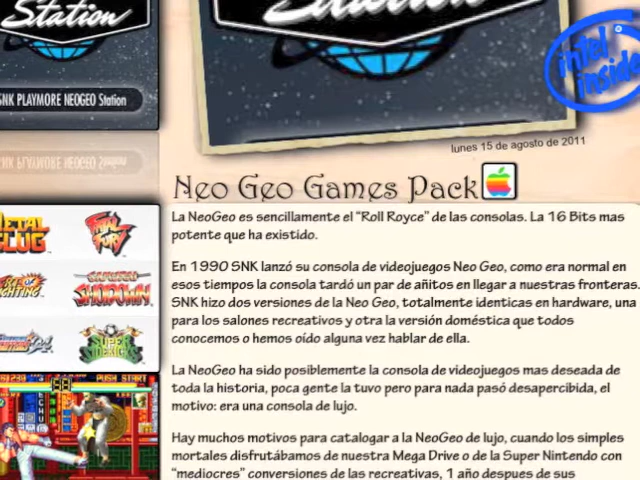 Station
Station
intel
inside
SNK PLAYMORE NEOGEO Station
lunes 15 de agosto de 2011
Neo Geo Games Pack
METAL
SLUG
FATAL
FURY
FIGHTING
SAMURAI
SHODOWN
SUPER
SIDEKICKS
PUSH START
La NeoGeo es sencillamente el “Roll Royce” de las consolas. La 16 Bits mas
potente que ha existido.
En 1990 SNK lanzó su consola de videojuegos Neo Geo, como era normal en
esos tiempos la consola tardó un par de añitos en llegar a nuestras fronteras.
SNK hizo dos versiones de la Neo Geo, totalmente identicas en hardware, una
para los salones recreativos y otra la versión doméstica que todos
conocemos o hemos oído alguna vez hablar de ella.
La NeoGeo ha sido posiblemente la consola de videojuegos mas deseada de
toda la historia, poca gente la tuvo pero para nada pasó desapercibida, el
motivo: era una consola de lujo.
Hay muchos motivos para catalogar a la NeoGeo de lujo, cuando los simples
mortales disfrutábamos de nuestra Mega Drive o de la Super Nintendo con
“mediocres” conversiones de las recreativas, 1 año despues de sus